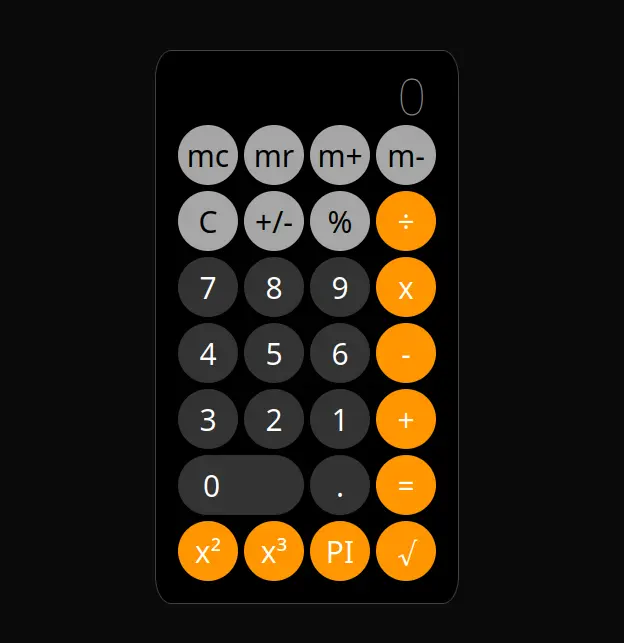 0
mc mr m+ m-
C +/- % ÷
7 8 9 x
4 5 6 -
3 2 1 +
0 . =
x² x³ PI √